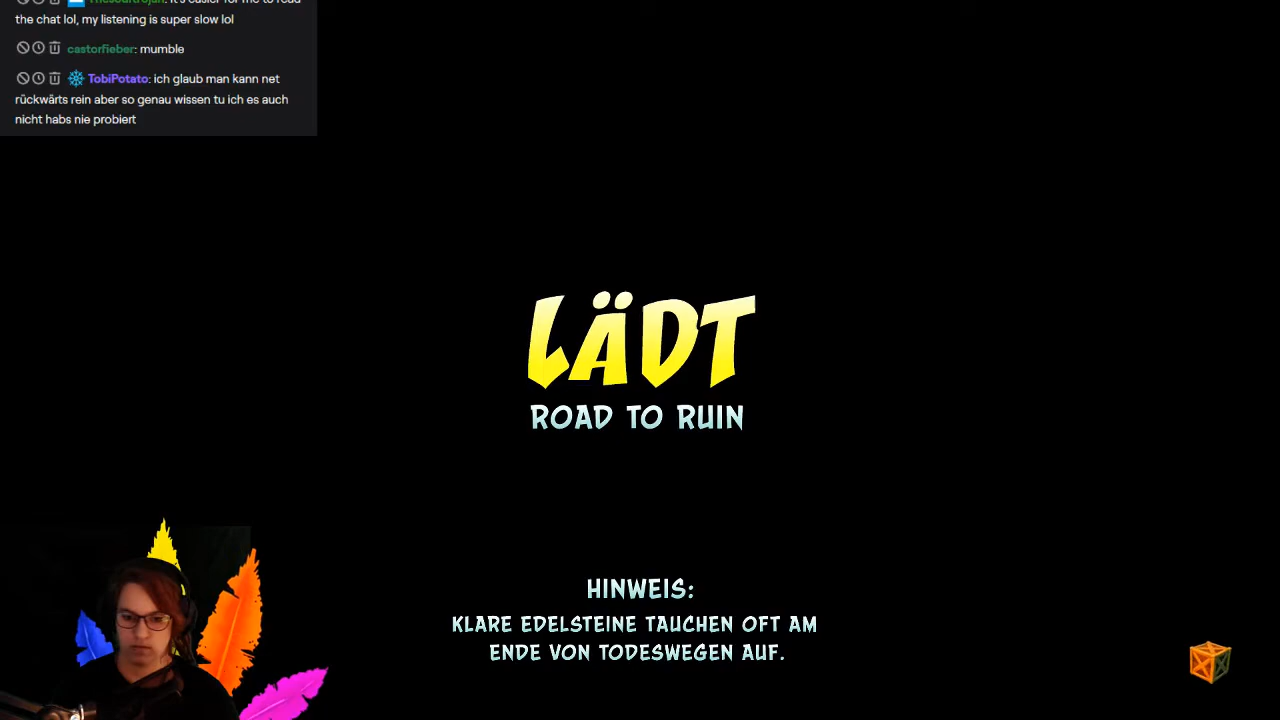 the chat lol, my listening is super slow lol
castorfieber: mumble
TobiPotato: ich glaub man kann net
rückwärts rein aber so genau wissen tu ich es auch
nicht habs nie probiert
LÄDT
ROAD TO RUIN
HINWEIS:
KLARE EDELSTEINE TAUCHEN OFT AM
ENDE VON TODESWEGEN AUF.